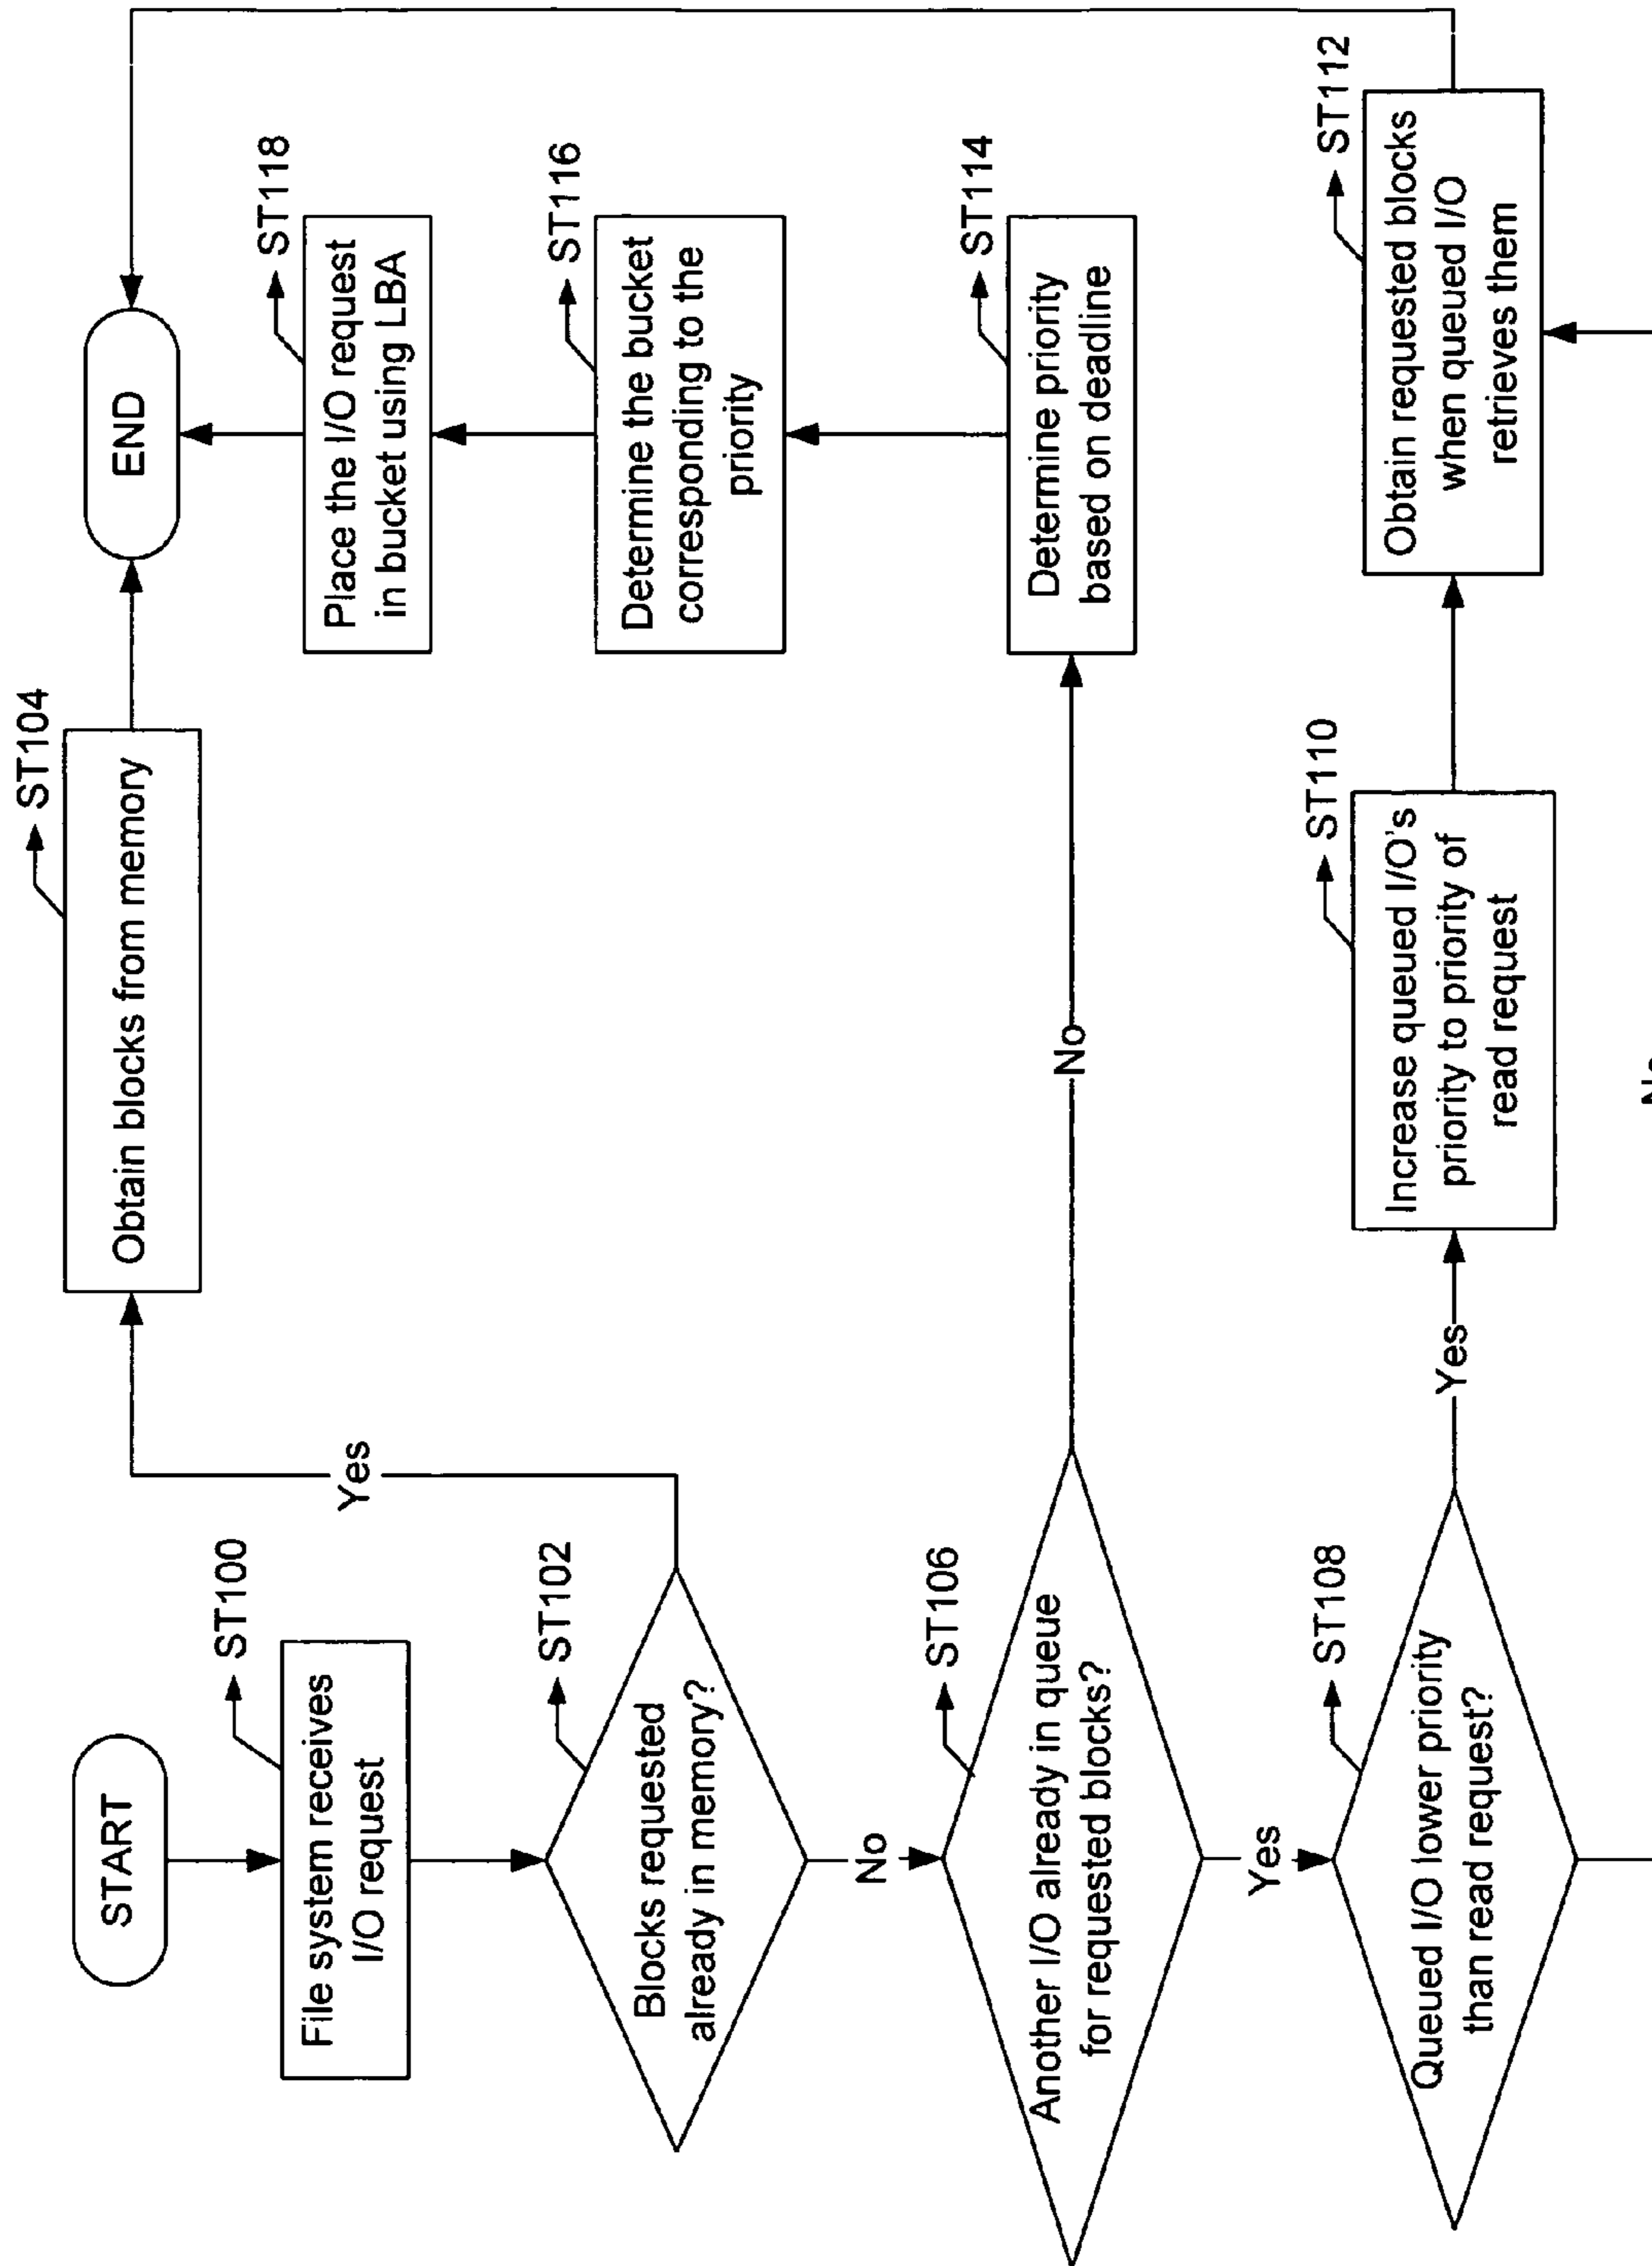 START
File system receives
I/O request
ST100
Blocks requested
already in memory?
ST102
Yes
Obtain blocks from memory
ST104
END
No
Another I/O already in queue
for requested blocks?
ST106
No
Determine priority
based on deadline
ST114
Determine the bucket
corresponding to the
priority
ST116
Place the I/O request
in bucket using LBA
ST118
Yes
Queued I/O lower priority
than read request?
ST108
Yes
Increase queued I/O's
priority to priority of
read request
ST110
Obtain requested blocks
when queued I/O
retrieves them
ST112
No